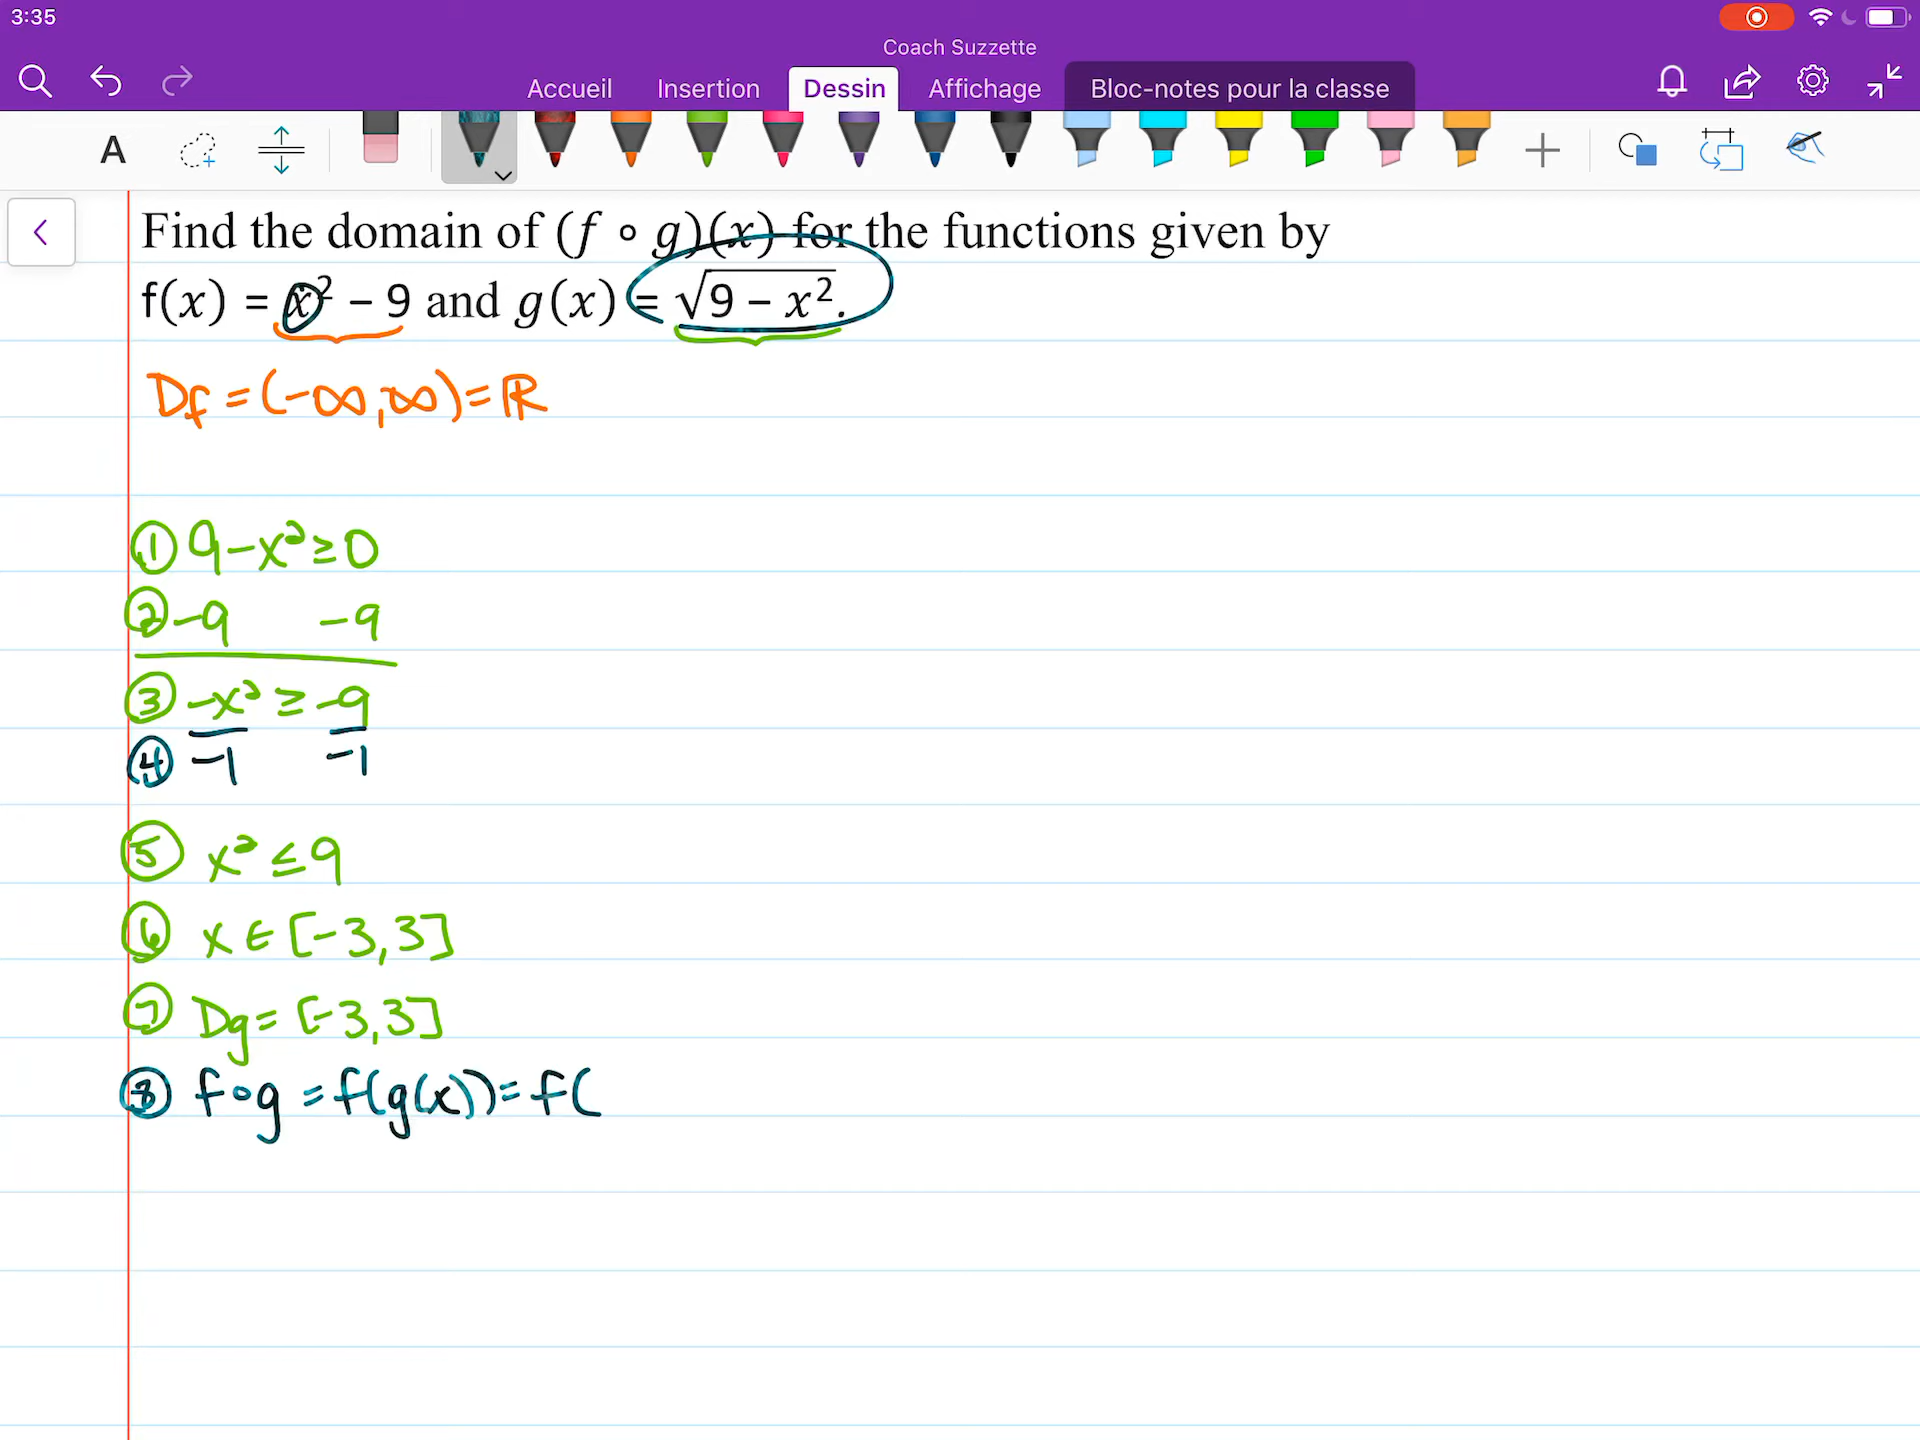 3:35
Coach Suzzette
Accueil Insertion Dessin Affichage Bloc-notes pour la classe
A
Find the domain of (f ∘ g)(x) for the functions given by
f(x) = x² − 9 and g(x) = √(9 − x²).
Df = (-∞,∞) = ℝ
① 9-x² ≥ 0
② -9 -9
③ -x² ≥ -9
④ -1 -1
⑤ x² ≤ 9
⑥ x ∈ [-3,3]
⑦ Dg = [-3,3]
⑧ f∘g = f(g(x)) = f(